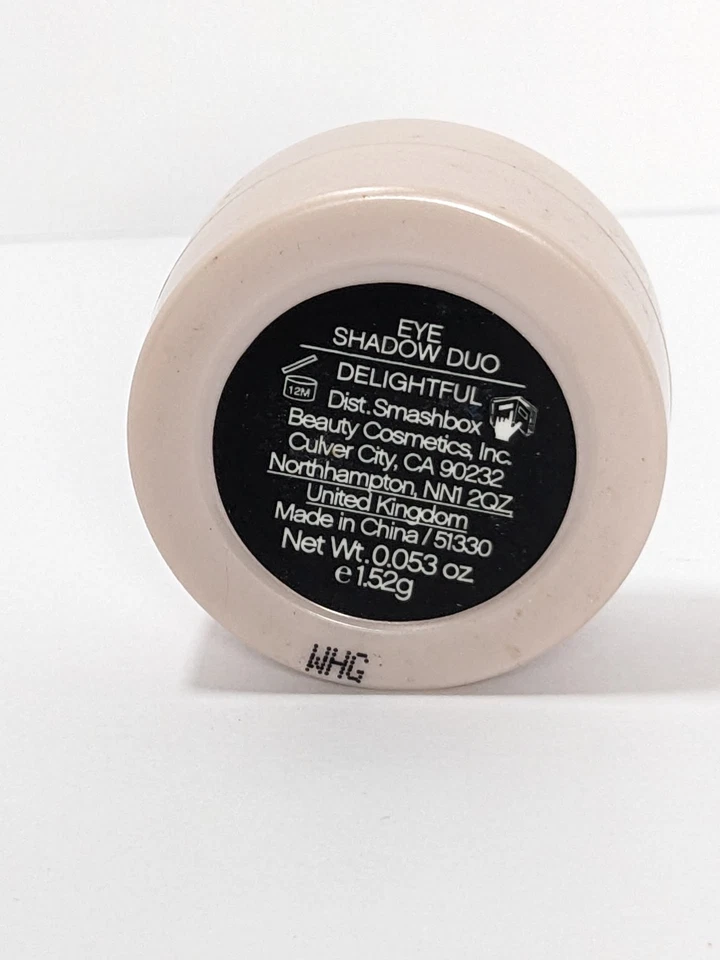 EYE
SHADOW DUO
DELIGHTFUL
12M
Dist. Smashbox
Beauty Cosmetics, Inc.
Culver City, CA 90232
Northhampton, NN1 2QZ
United Kingdom
Made in China / 51330
Net Wt. 0.053 oz
e 1.52g
WHG